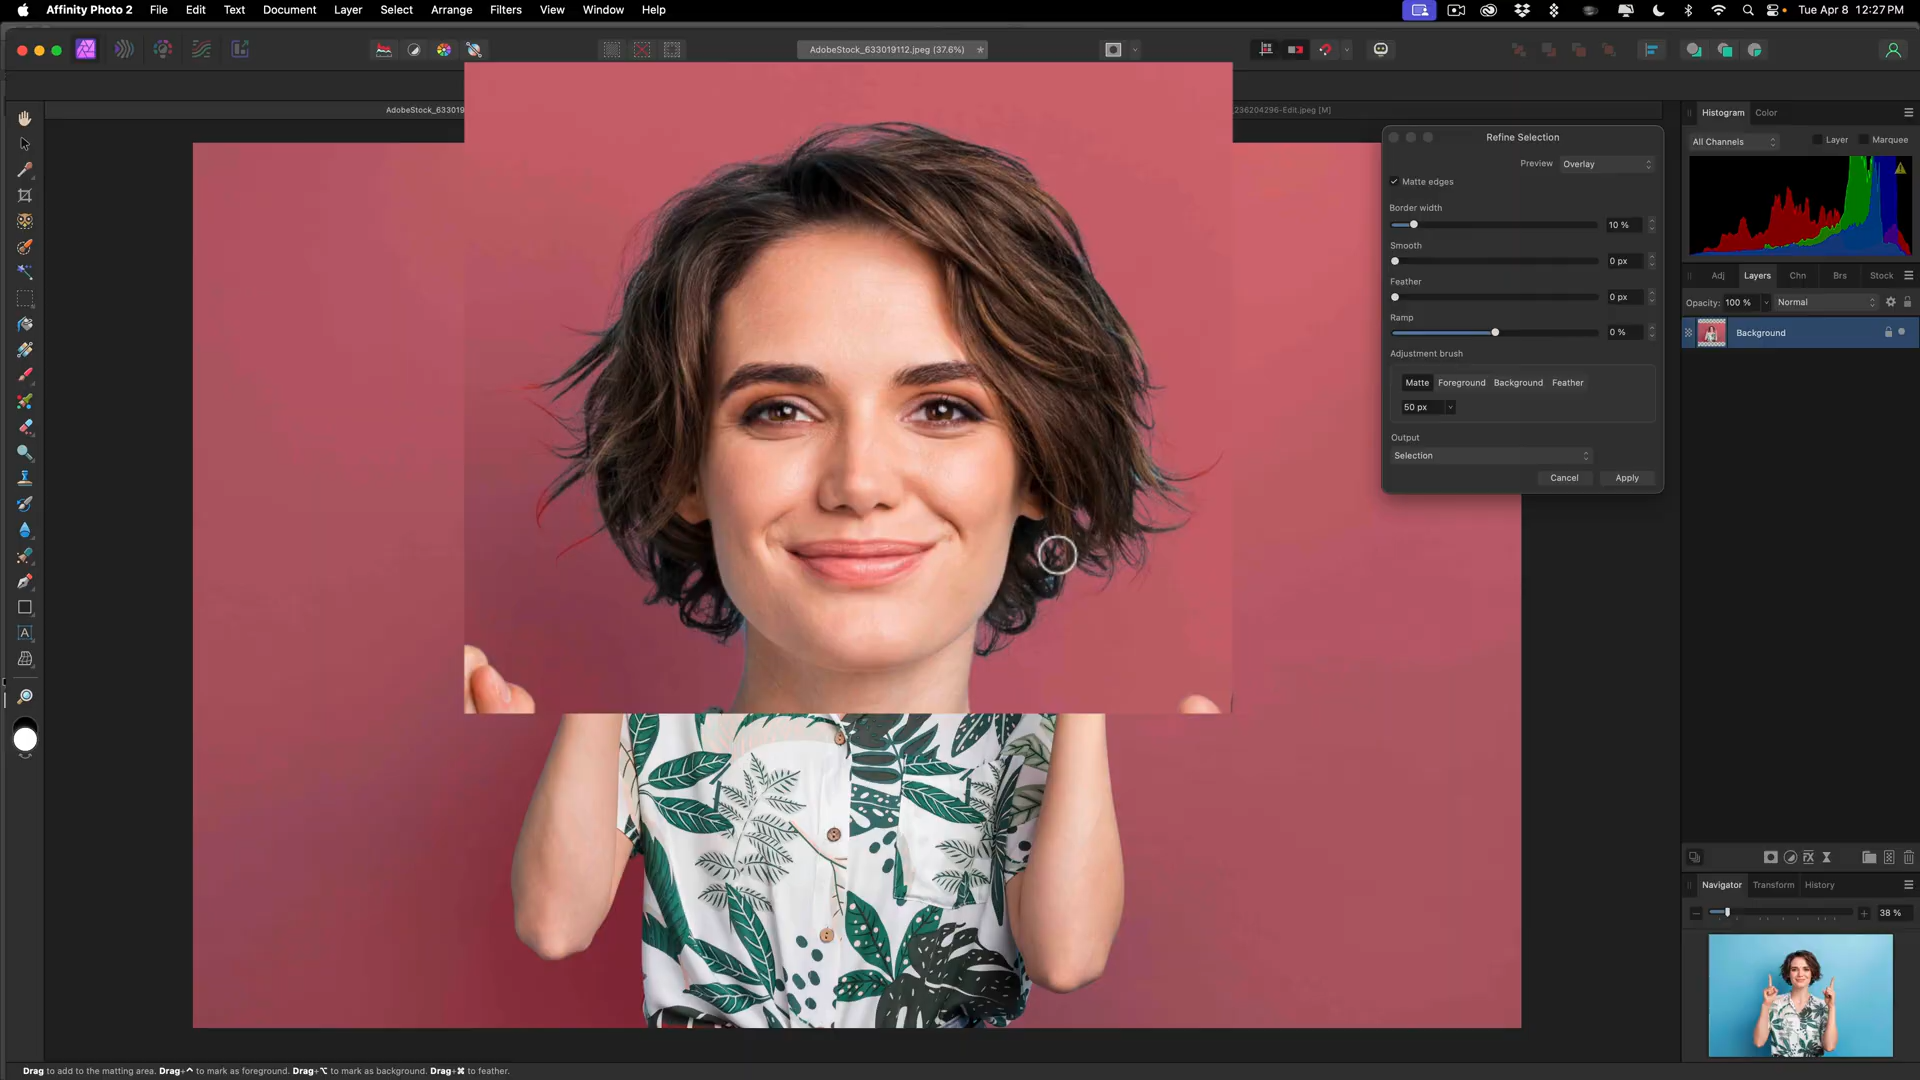 Affinity Photo 2 File Edit Text Document Layer Select Arrange Filters View Window Help Tue Apr 8 12:27 PM
AdobeStock_633019112.jpeg (37.6%)
AdobeStock_633019
236204296-Edit.jpeg [M]
Histogram Color
All Channels Layer Marquee
Refine Selection
Preview Overlay
Matte edges
Border width
10 %
Smooth
0 px
Feather
0 px
Ramp
0 %
Adjustment brush
Matte Foreground Background Feather
50 px
Output
Selection
Cancel Apply
Adj Layers Chn Brs Stock
Opacity: 100 % Normal
Background
Navigator Transform History
38 %
Drag to add to the matting area. Drag+⌃ to mark as foreground. Drag+⌥ to mark as background. Drag+⌘ to feather.